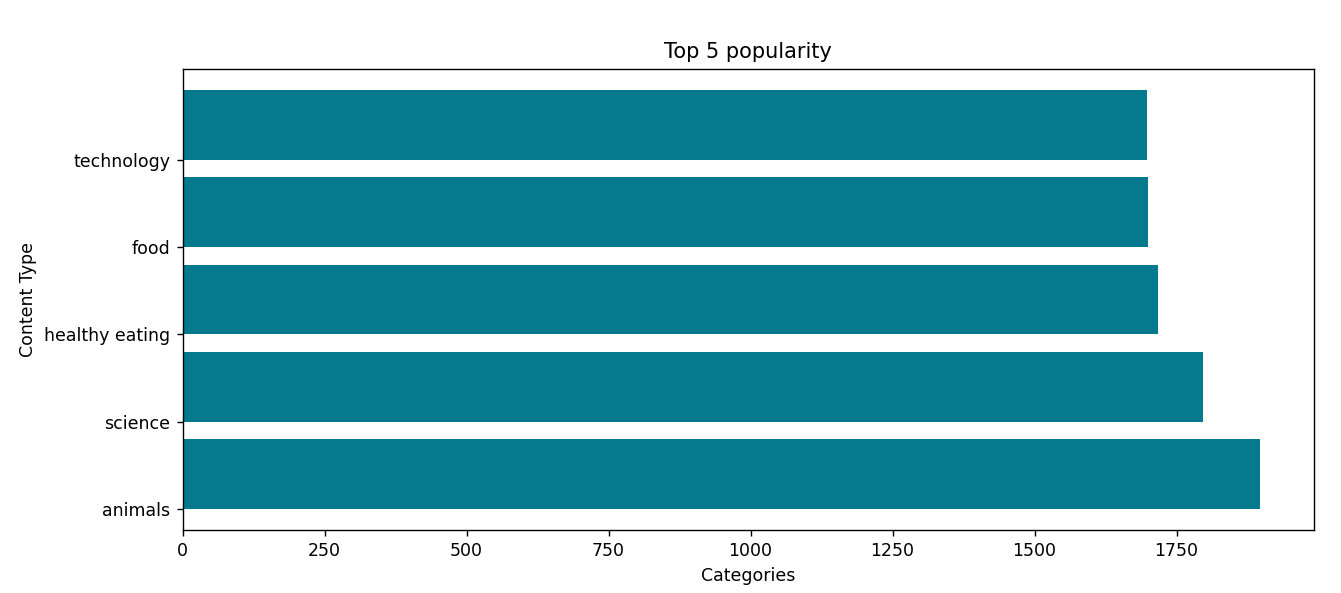 Top 5 popularity
Content Type
technology
food
healthy eating
science
animals
0 250 500 750 1000 1250 1500 1750
Categories